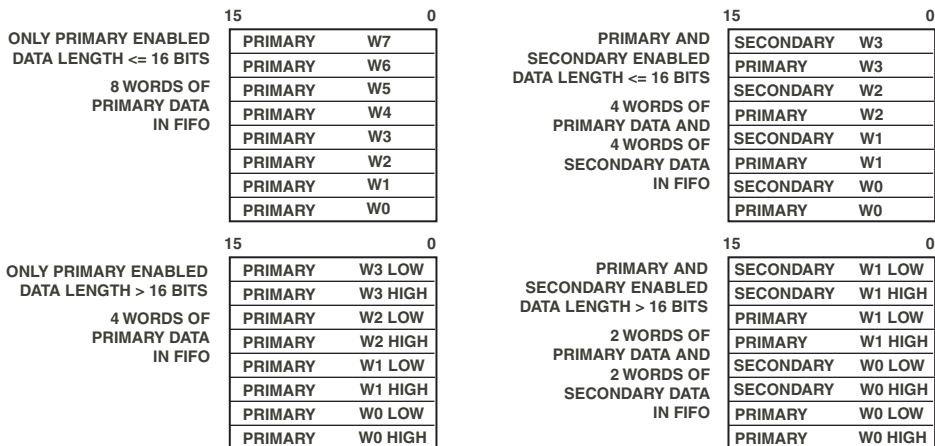 15 0
ONLY PRIMARY ENABLED
DATA LENGTH <= 16 BITS
8 WORDS OF
PRIMARY DATA
IN FIFO
PRIMARY W7
PRIMARY W6
PRIMARY W5
PRIMARY W4
PRIMARY W3
PRIMARY W2
PRIMARY W1
PRIMARY W0
15 0
PRIMARY AND
SECONDARY ENABLED
DATA LENGTH <= 16 BITS
4 WORDS OF
PRIMARY DATA AND
4 WORDS OF
SECONDARY DATA
IN FIFO
SECONDARY W3
PRIMARY W3
SECONDARY W2
PRIMARY W2
SECONDARY W1
PRIMARY W1
SECONDARY W0
PRIMARY W0
15 0
ONLY PRIMARY ENABLED
DATA LENGTH > 16 BITS
4 WORDS OF
PRIMARY DATA
IN FIFO
PRIMARY W3 LOW
PRIMARY W3 HIGH
PRIMARY W2 LOW
PRIMARY W2 HIGH
PRIMARY W1 LOW
PRIMARY W1 HIGH
PRIMARY W0 LOW
PRIMARY W0 HIGH
15 0
PRIMARY AND
SECONDARY ENABLED
DATA LENGTH > 16 BITS
2 WORDS OF
PRIMARY DATA AND
2 WORDS OF
SECONDARY DATA
IN FIFO
SECONDARY W1 LOW
SECONDARY W1 HIGH
PRIMARY W1 LOW
PRIMARY W1 HIGH
SECONDARY W0 LOW
SECONDARY W0 HIGH
PRIMARY W0 LOW
PRIMARY W0 HIGH